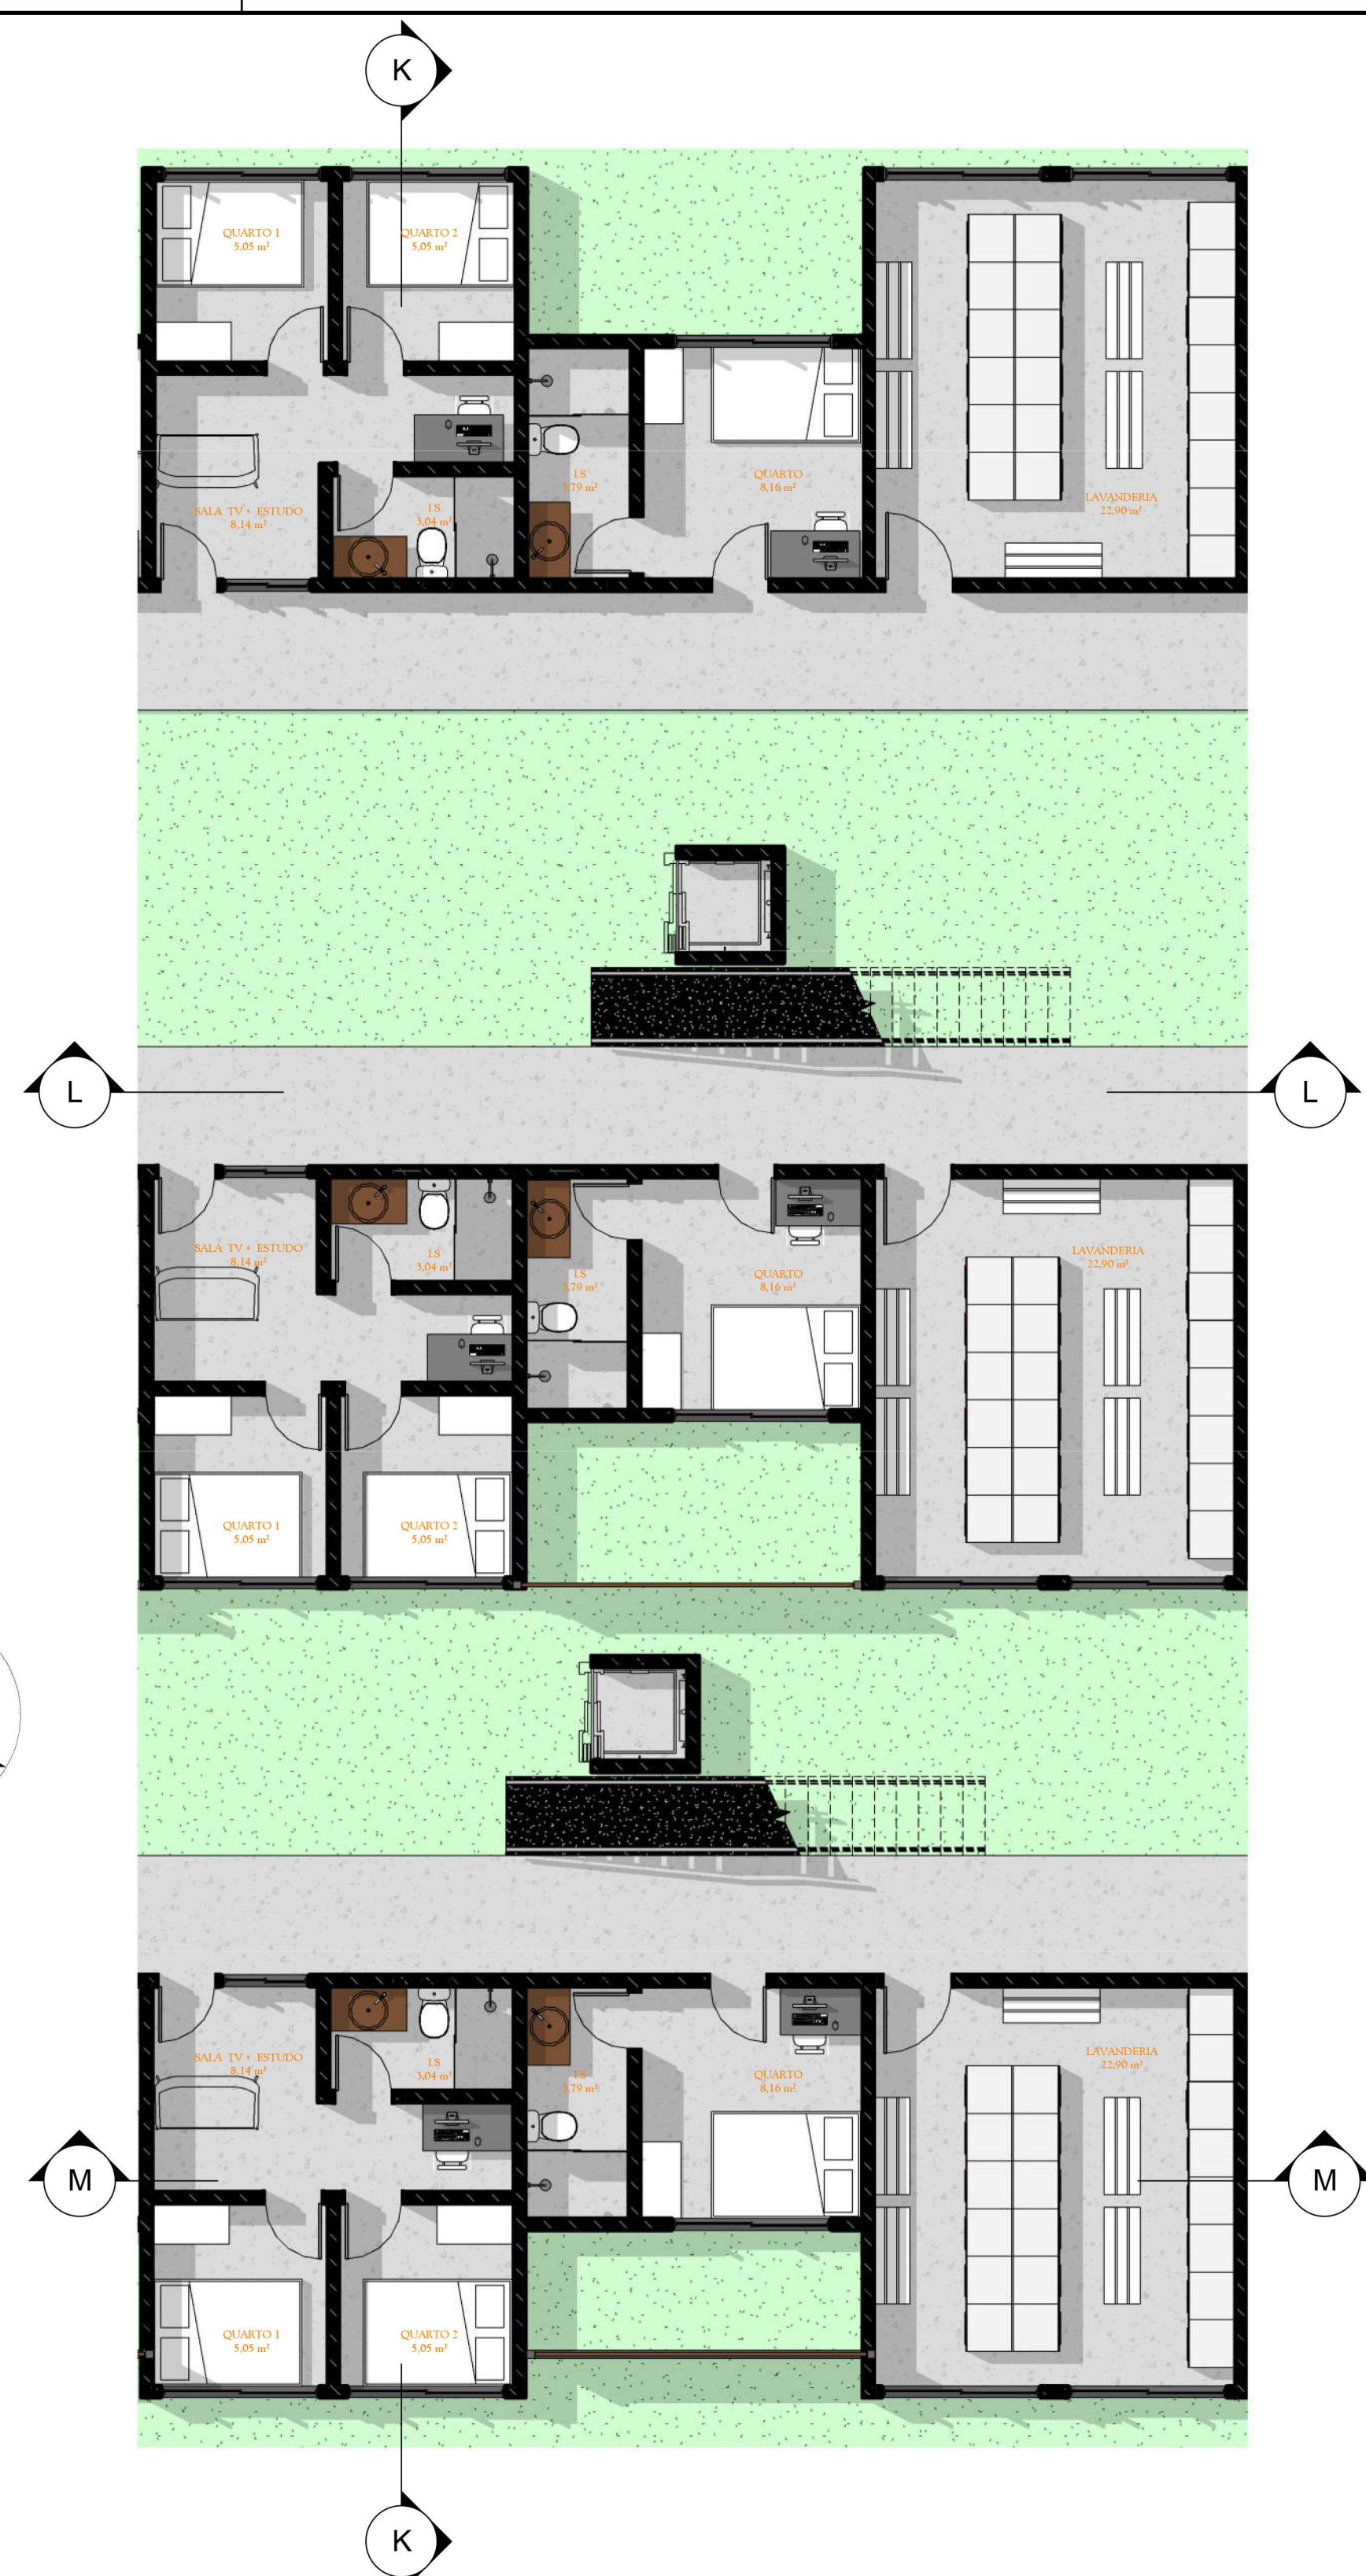 K
QUARTO 1
5,05 m²
QUARTO 2
5,05 m²
SALA TV + ESTUDO
8,14 m²
I.S
3,04 m²
I.S
3,79 m²
QUARTO
8,16 m²
LAVANDERIA
22,90 m²
L
L
SALA TV + ESTUDO
8,14 m²
I.S
3,04 m²
I.S
3,79 m²
QUARTO
8,16 m²
LAVANDERIA
22,90 m²
QUARTO 1
5,05 m²
QUARTO 2
5,05 m²
SALA TV + ESTUDO
8,14 m²
I.S
3,04 m²
I.S
3,79 m²
QUARTO
8,16 m²
LAVANDERIA
22,90 m²
M
M
QUARTO 1
5,05 m²
QUARTO 2
5,05 m²
K